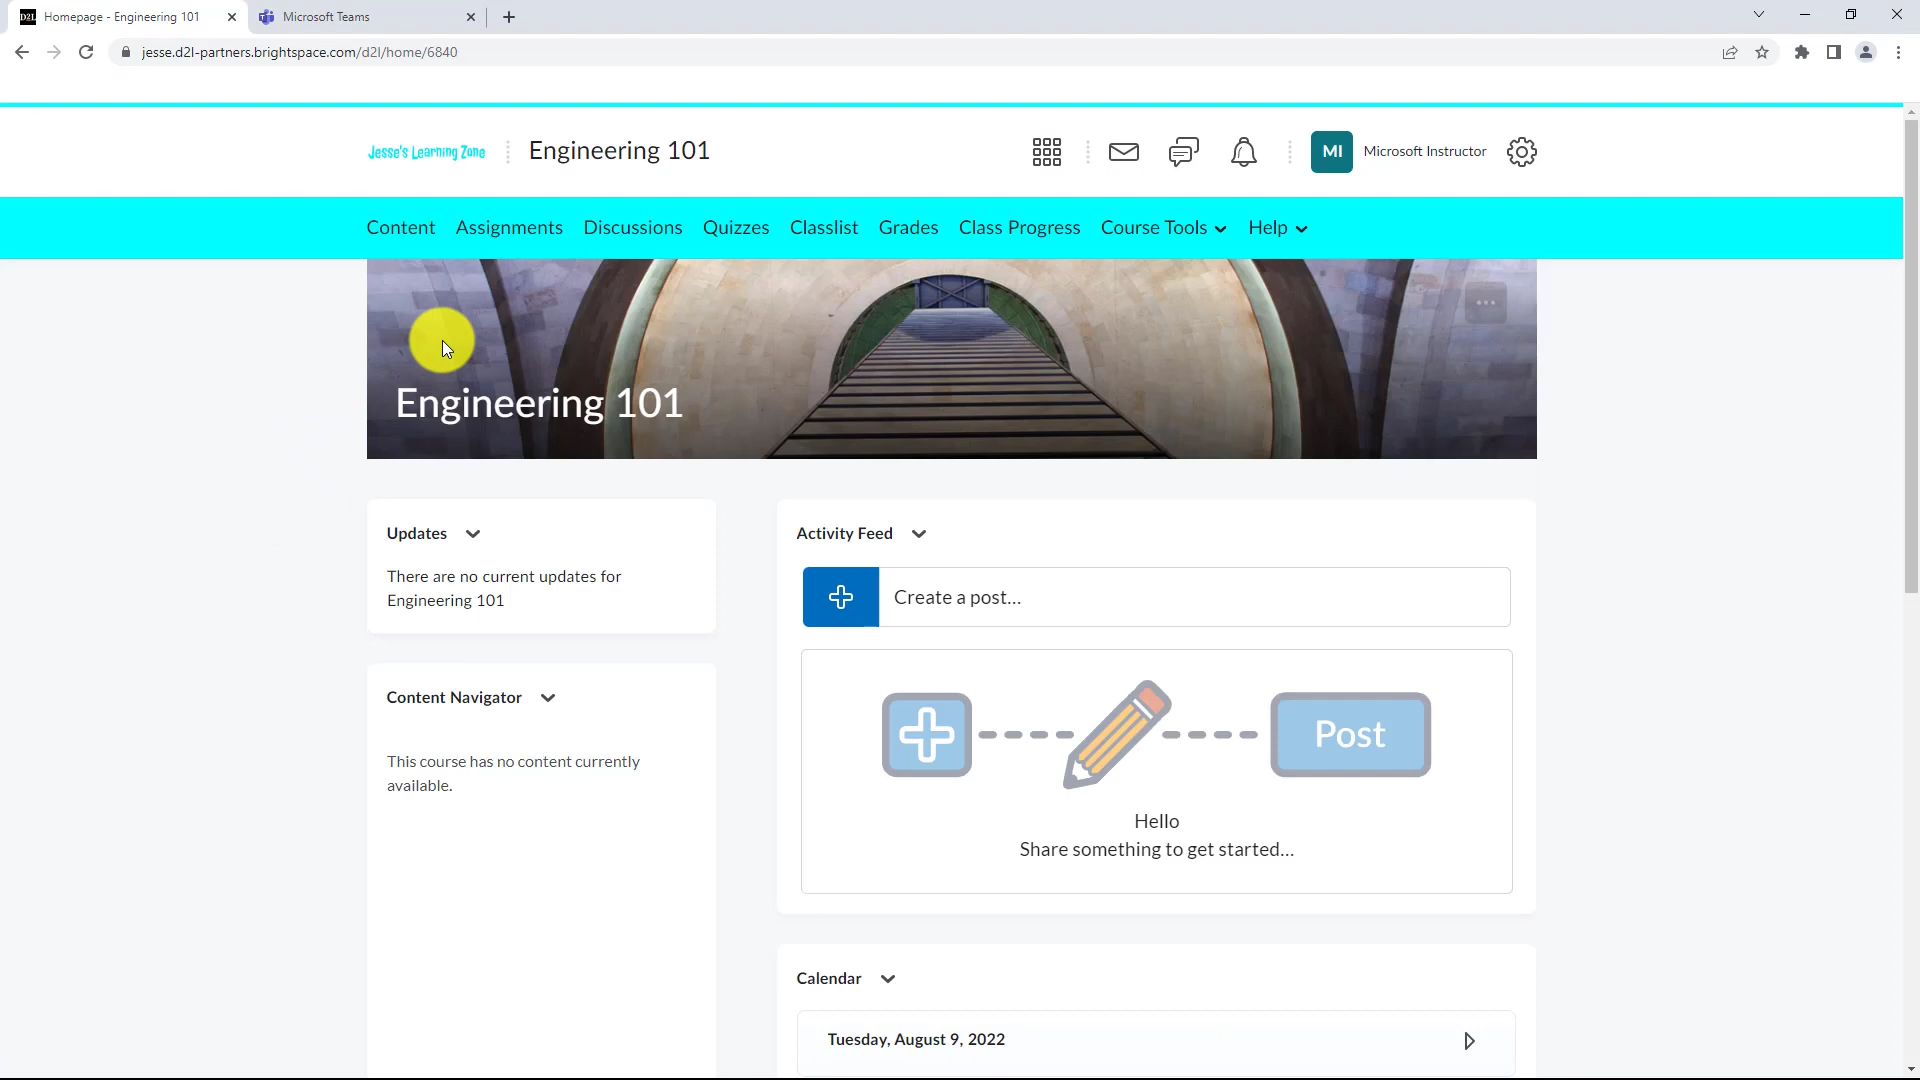 D2L Homepage - Engineering 101
Microsoft Teams
jesse.d2l-partners.brightspace.com/d2l/home/6840
Jesse's Learning Zone
Engineering 101
MI
Microsoft Instructor
Content
Assignments
Discussions
Quizzes
Classlist
Grades
Class Progress
Course Tools
Help
Engineering 101
Updates
There are no current updates for
Engineering 101
Content Navigator
This course has no content currently
available.
Activity Feed
Create a post...
Post
Hello
Share something to get started...
Calendar
Tuesday, August 9, 2022